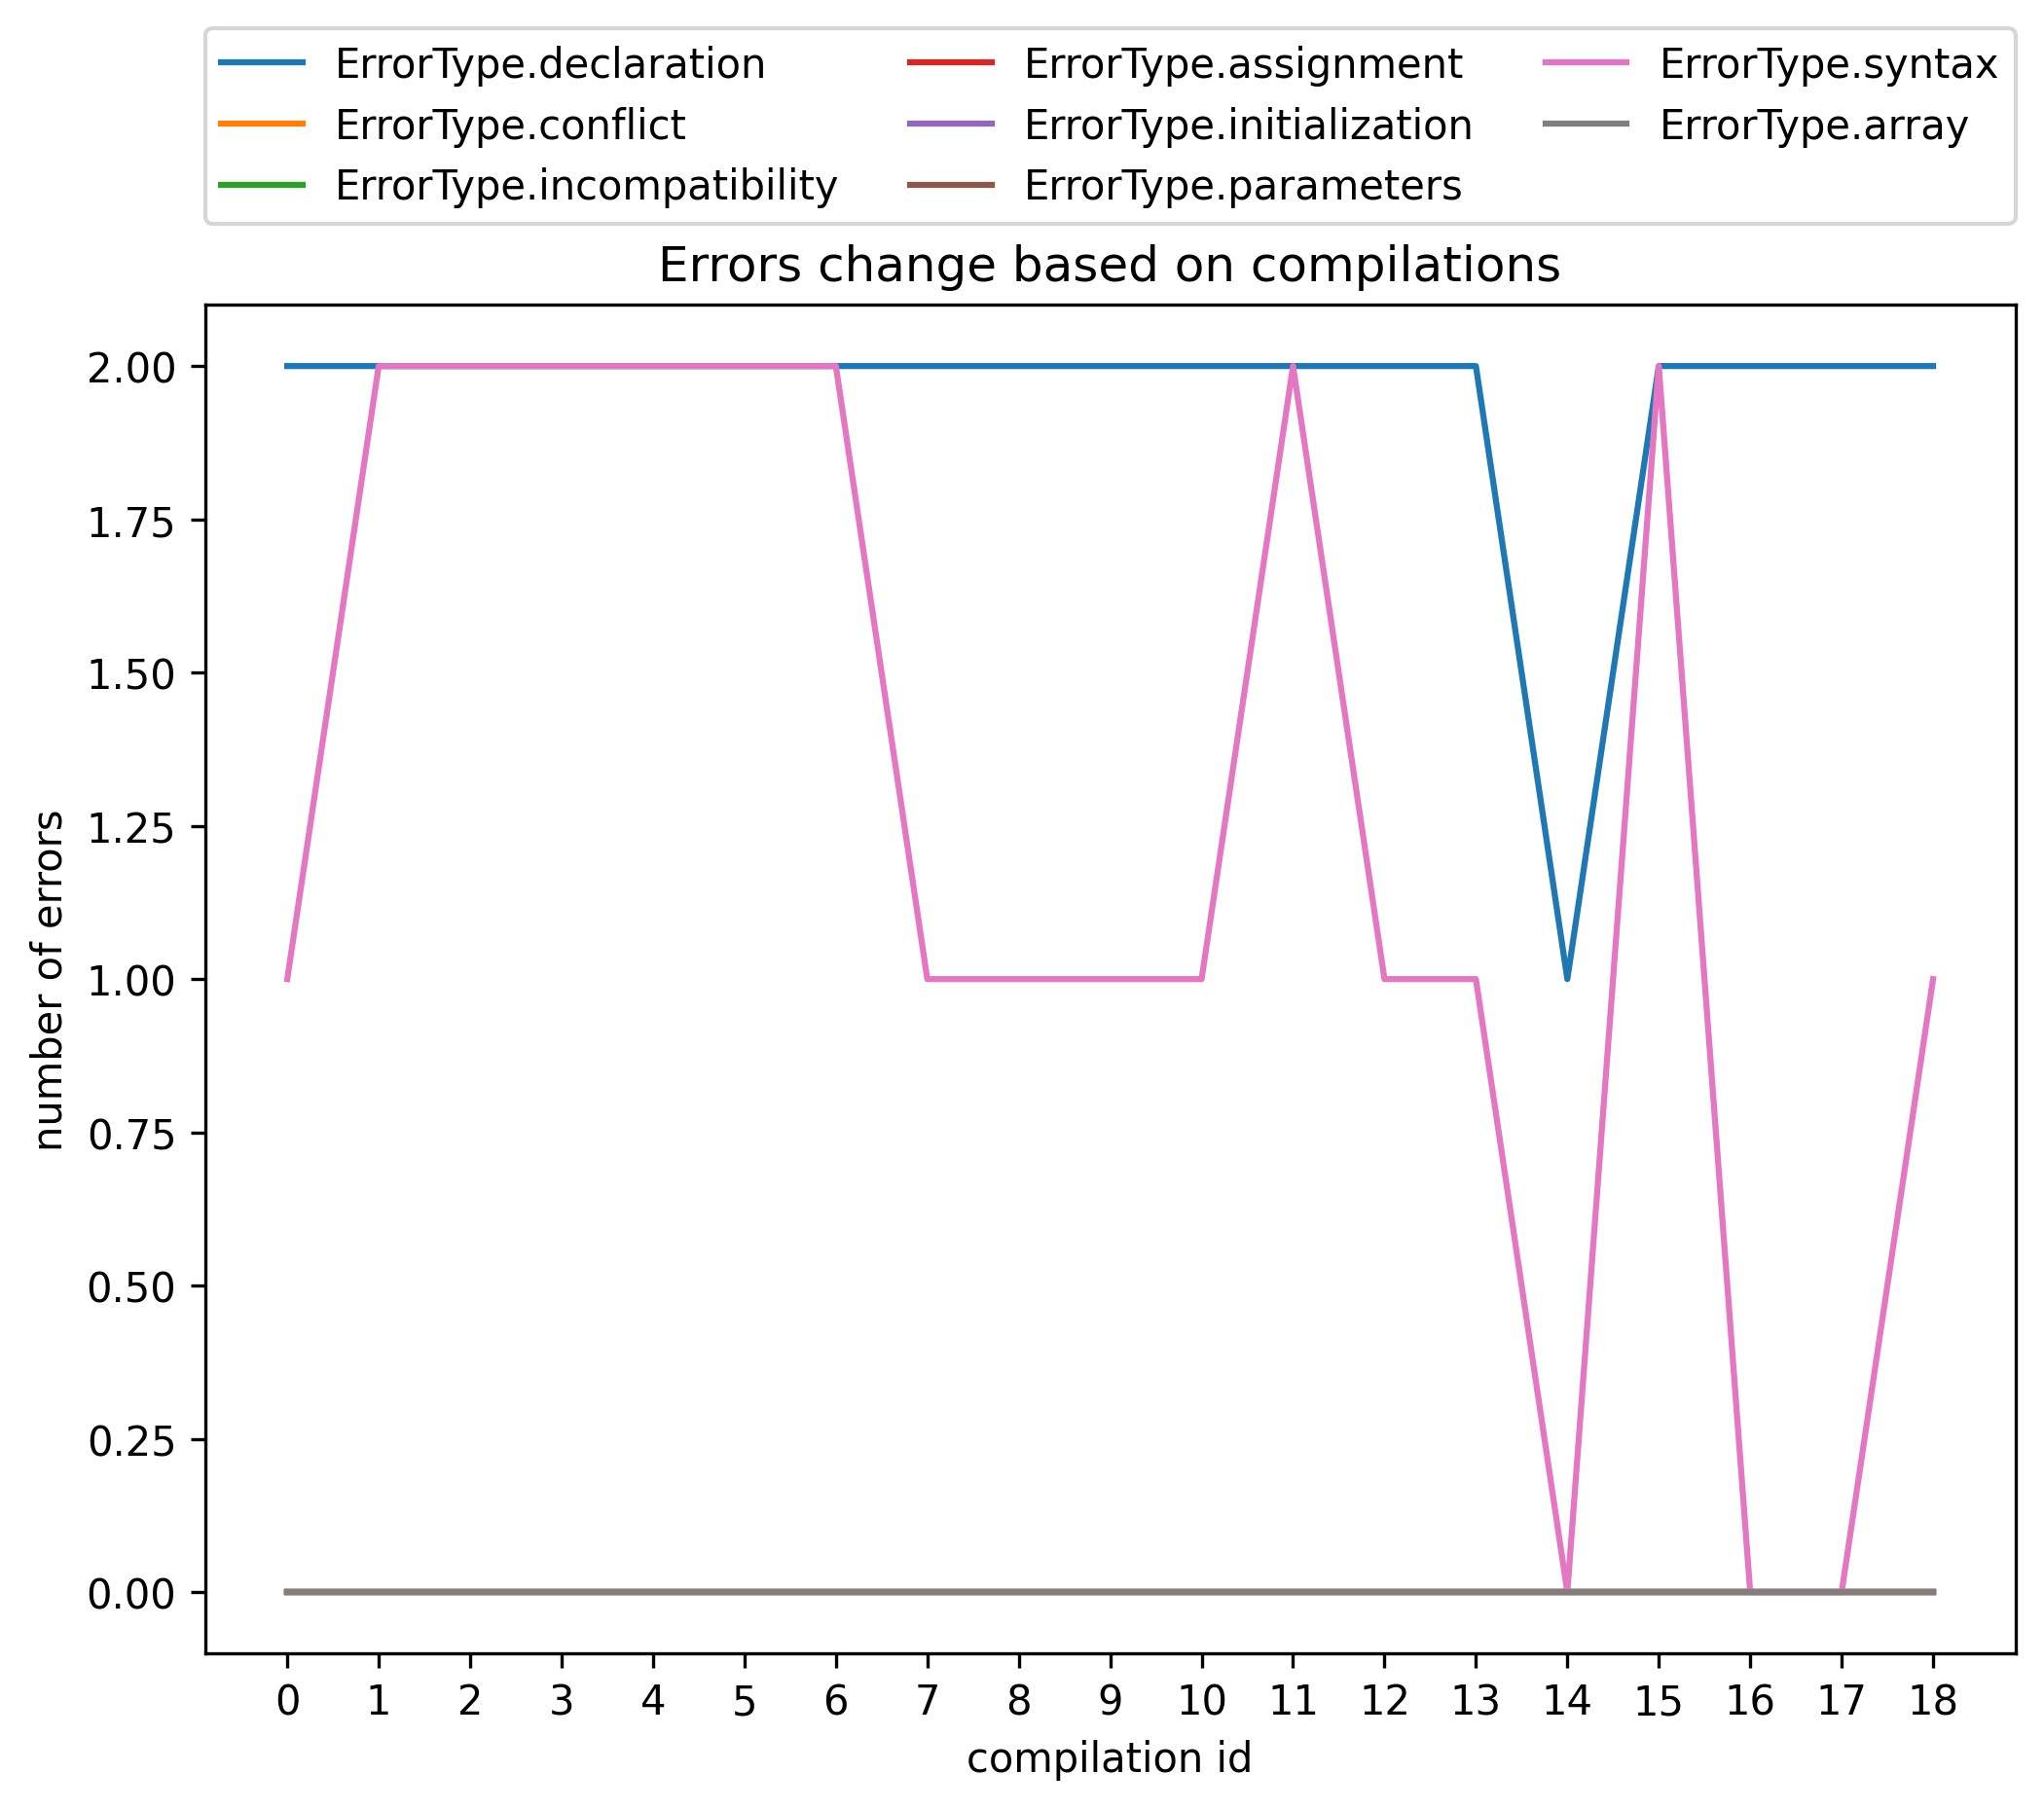 ErrorType.declaration ErrorType.assignment ErrorType.syntax
ErrorType.conflict ErrorType.initialization ErrorType.array
ErrorType.incompatibility ErrorType.parameters
Errors change based on compilations
2.00
1.75
1.50
1.25
1.00
0.75
0.50
0.25
0.00
number of errors
0 1 2 3 4 5 6 7 8 9 10 11 12 13 14 15 16 17 18
compilation id